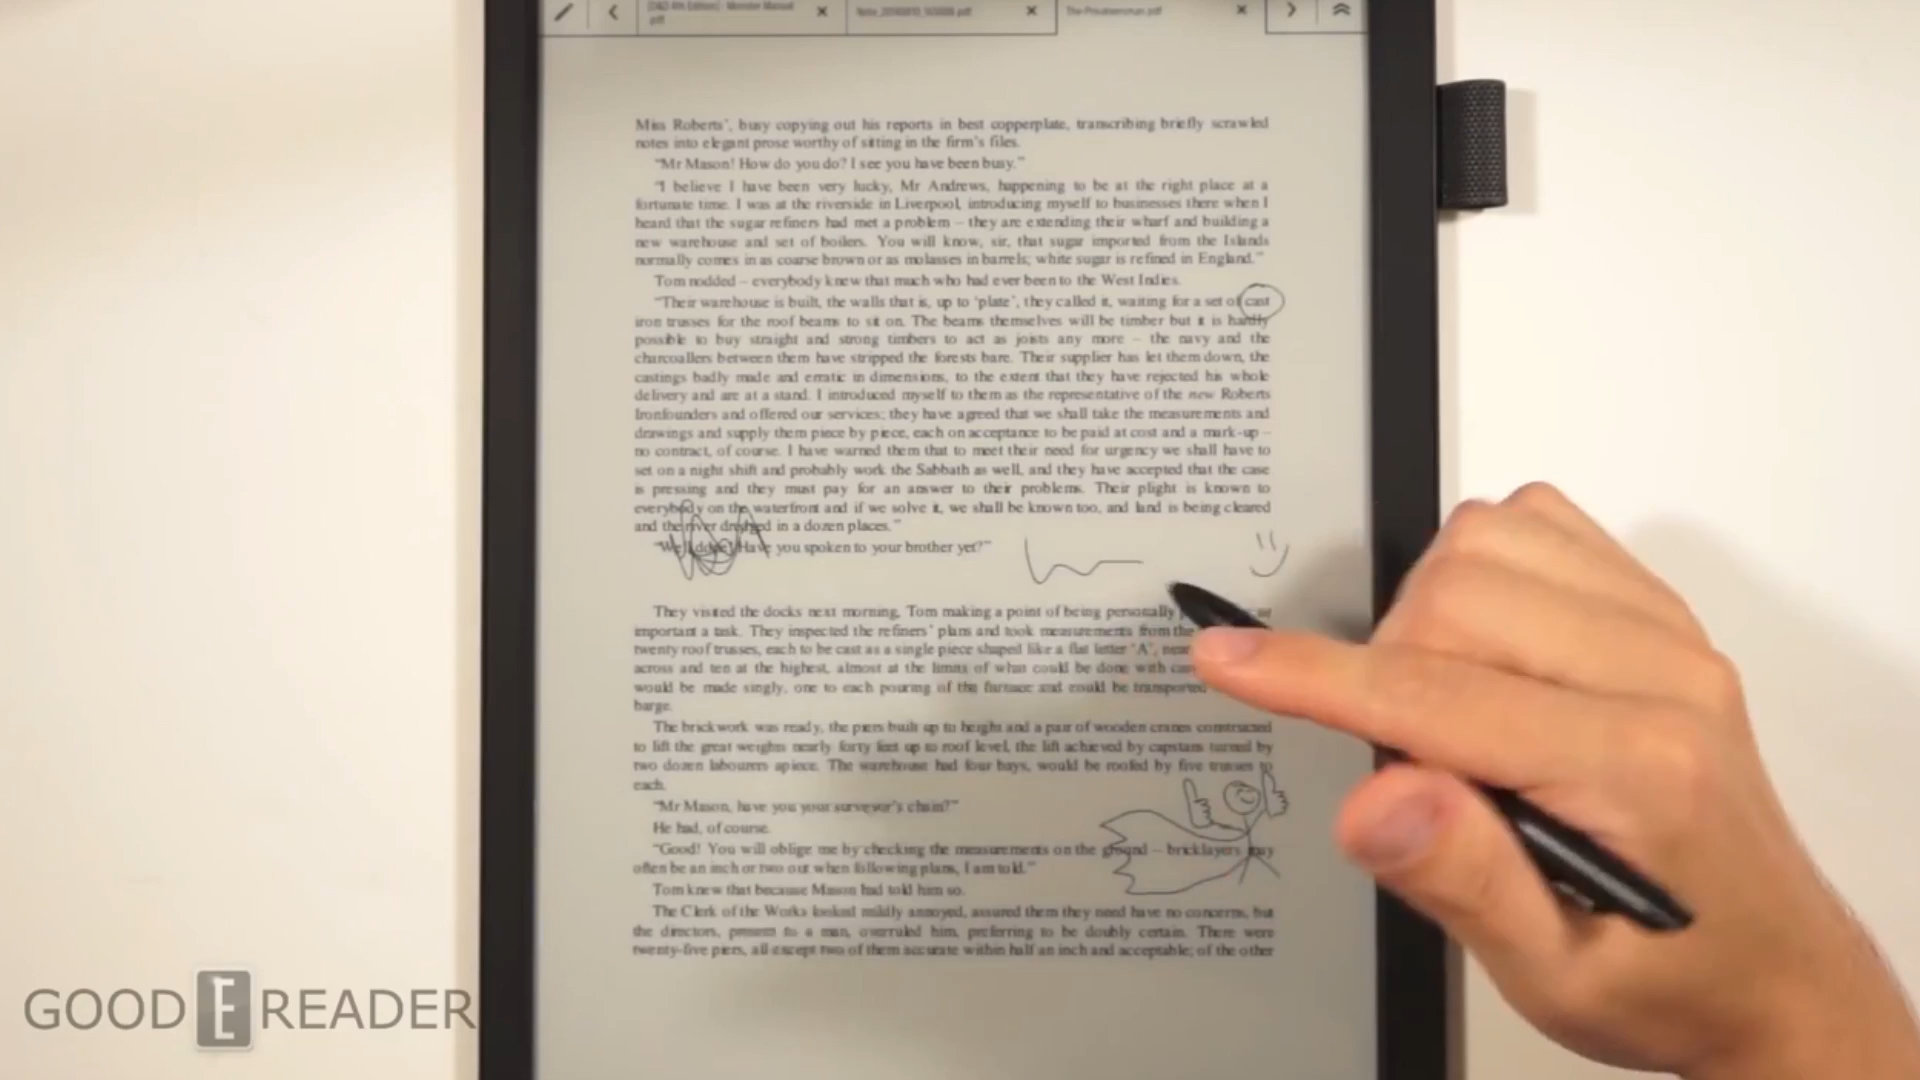 [D&D 4th Edition] - Monster Manual
.pdf
The-Privateersman.pdf
Miss Roberts', busy copying out his reports in best copperplate, transcribing briefly scrawled
notes into elegant prose worthy of sitting in the firm's files.
"Mr Mason! How do you do? I see you have been busy."
"I believe I have been very lucky, Mr Andrews, happening to be at the right place at a
fortunate time. I was at the riverside in Liverpool, introducing myself to businesses there when I
heard that the sugar refiners had met a problem – they are extending their wharf and building a
new warehouse and set of boilers. You will know, sir, that sugar imported from the Islands
normally comes in as coarse brown or as molasses in barrels; white sugar is refined in England."
Tom nodded – everybody knew that much who had ever been to the West Indies.
"Their warehouse is built, the walls that is, up to 'plate', they called it, waiting for a set of cast
iron trusses for the roof beams to sit on. The beams themselves will be timber but it is hardly
possible to buy straight and strong timbers to act as joists any more – the navy and the
charcoallers between them have stripped the forests bare. Their supplier has let them down, the
castings badly made and erratic in dimensions, to the extent that they have rejected his whole
delivery and are at a stand. I introduced myself to them as the representative of the new Roberts
Ironfounders and offered our services; they have agreed that we shall take the measurements and
drawings and supply them piece by piece, each on acceptance to be paid at cost and a mark-up –
no contract, of course. I have warned them that to meet their need for urgency we shall have to
set on a night shift and probably work the Sabbath as well, and they have accepted that the case
is pressing and they must pay for an answer to their problems. Their plight is known to
everybody on the waterfront and if we solve it, we shall be known too, and land is being cleared
and the river dredged in a dozen places."
"Well done! Have you spoken to your brother yet?"
They visited the docks next morning, Tom making a point of being personally
important a task. They inspected the refiners' plans and took measurements from the
twenty roof trusses, each to be cast as a single piece shaped like a flat letter 'A',
across and ten at the highest, almost at the limits of what could be done with
would be made singly, one to each pouring of the furnace and could be transported
barge.
The brickwork was ready, the piers built up to height and a pair of wooden cranes constructed
to lift the great weights nearly forty feet up to roof level, the lift achieved by capstans turned by
two dozen labourers apiece. The warehouse had four bays, would be roofed by five trusses to
each.
"Mr Mason, have you your surveyor's chain?"
He had, of course.
"Good! You will oblige me by checking the measurements on the ground – bricklayers may
often be an inch or two out when following plans, I am told."
Tom knew that because Mason had told him so.
The Clerk of the Works looked mildly annoyed, assured them they need have no concerns, but
the directors, present to a man, overruled him, preferring to be doubly certain. There were
twenty-five piers, all except two of them accurate within half an inch and acceptable; of the other
GOOD E READER